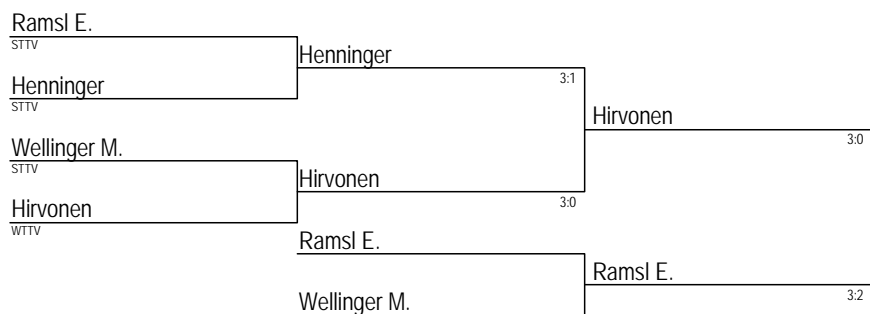 Ramsl E.
STTV
Henninger
3:1
Henninger
STTV
Hirvonen
3:0
Wellinger M.
STTV
Hirvonen
3:0
Hirvonen
WTTV
Ramsl E.
Ramsl E.
3:2
Wellinger M.